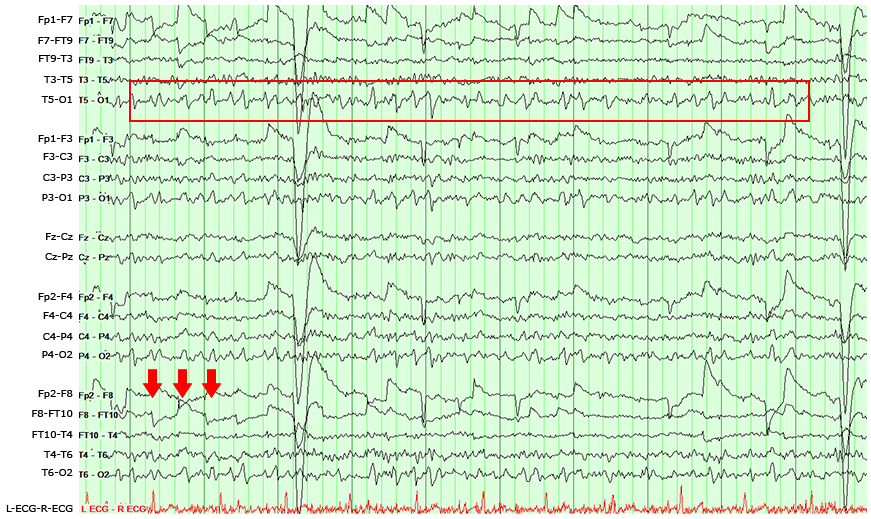 Fp1-F7 Fp1 - F7
F7-FT9 F7 - FT9
FT9-T3 FT9 - T3
T3-T5 T3 - T5
T5-O1 T5 - O1
Fp1-F3 Fp1 - F3
F3-C3 F3 - C3
C3-P3 C3 - P3
P3-O1 P3 - O1
Fz-Cz Fz - Cz
Cz-Pz Cz - Pz
Fp2-F4 Fp2 - F4
F4-C4 F4 - C4
C4-P4 C4 - P4
P4-O2 P4 - O2
Fp2-F8 Fp2 - F8
F8-FT10 F8 - FT10
FT10-T4 FT10 - T4
T4-T6 T4 - T6
T6-O2 T6 - O2
L-ECG-R-ECG L ECG - R ECG